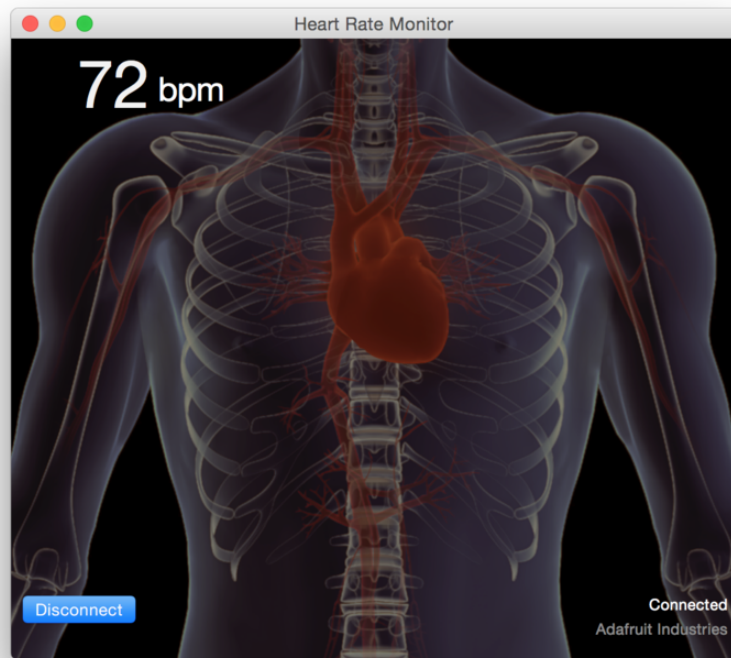 Heart Rate Monitor
72 bpm
Disconnect
Connected
Adafruit Industries